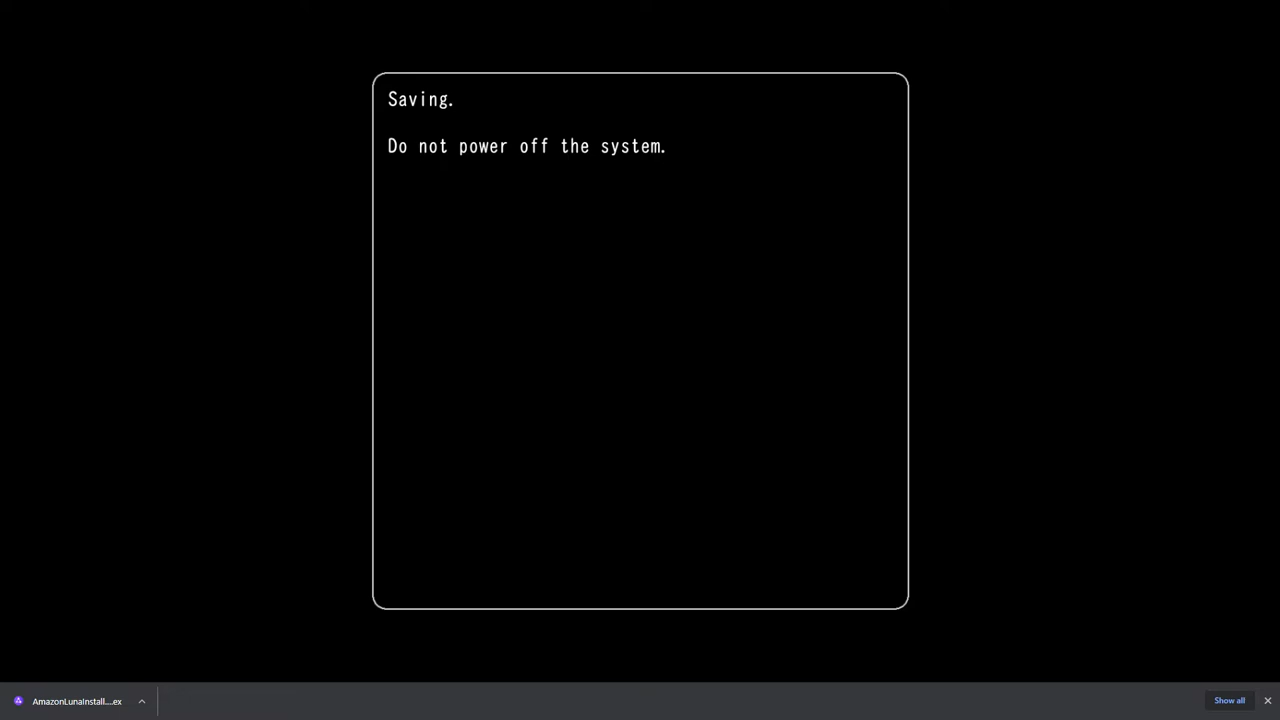 Saving.
Do not power off the system.
AmazonLunaInstall....ex
Show all